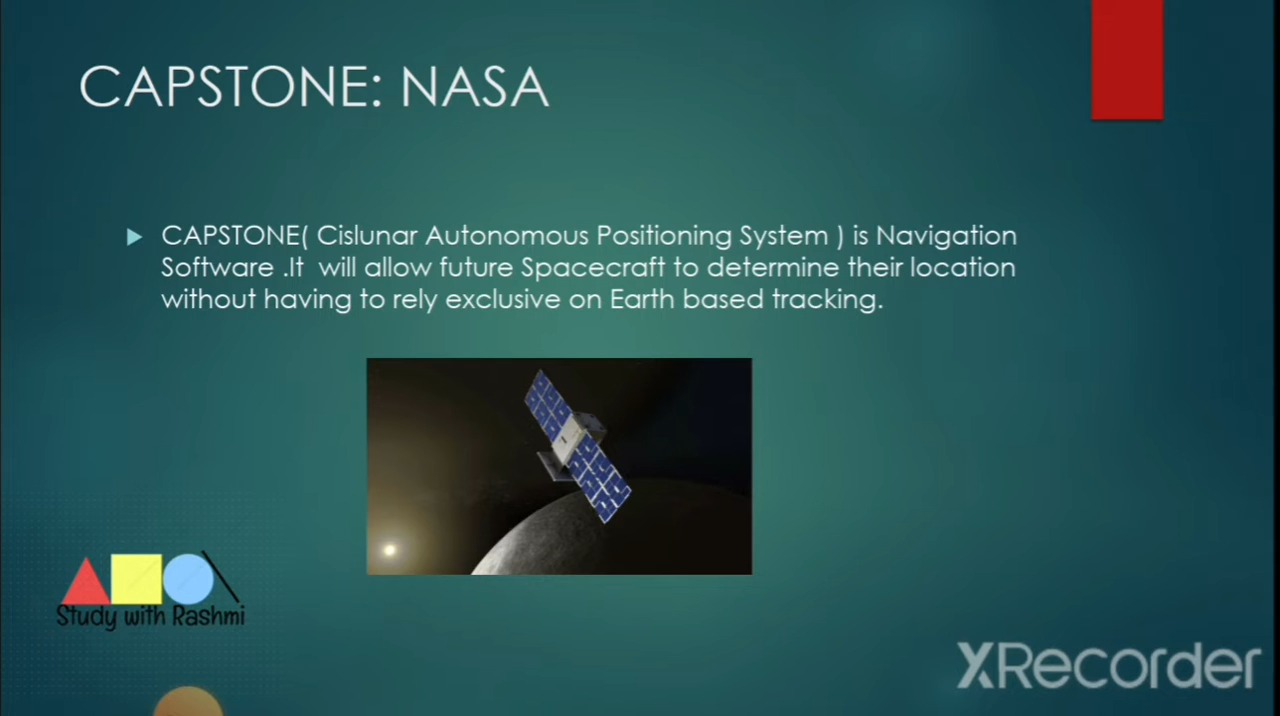 CAPSTONE: NASA
CAPSTONE( Cislunar Autonomous Positioning System ) is Navigation
Software .It  will allow future Spacecraft to determine their location
without having to rely exclusive on Earth based tracking.
Study with Rashmi
XRecorder